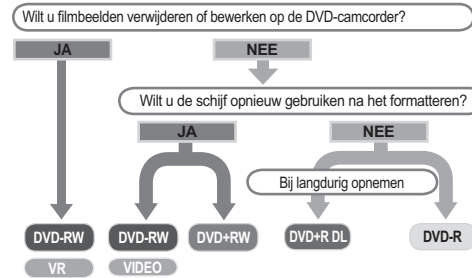 Wilt u filmbeelden verwijderen of bewerken op de DVD-camcorder?
JA
NEE
Wilt u de schijf opnieuw gebruiken na het formatteren?
JA
NEE
Bij langdurig opnemen
DVD-RW
DVD-RW
DVD+RW
DVD+R DL
DVD-R
VR
VIDEO